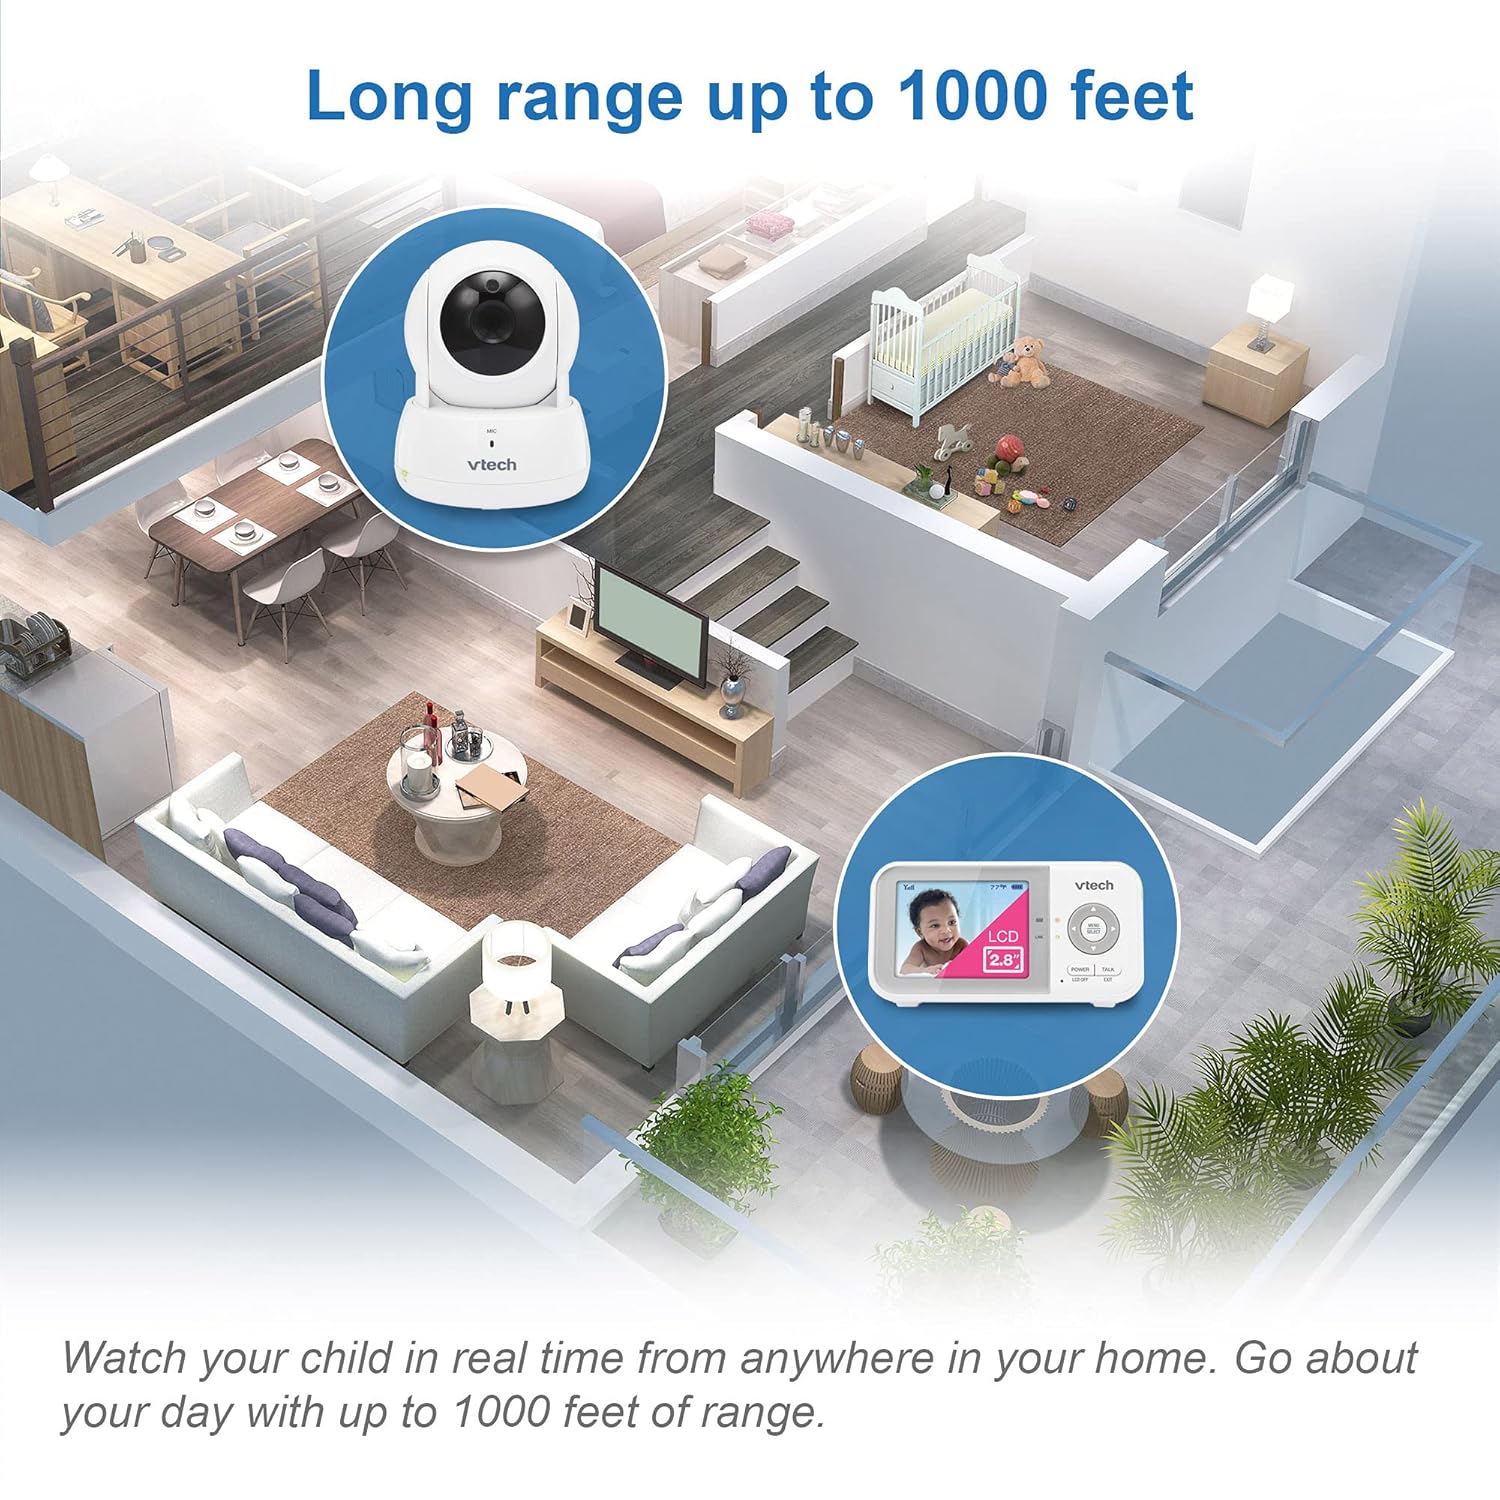 Long range up to 1000 feet
MIC
vtech
77°F
vtech
LCD
2.8"
MENU
SELECT
LINK
POWER TALK
LCD OFF EXIT
Watch your child in real time from anywhere in your home. Go about
your day with up to 1000 feet of range.